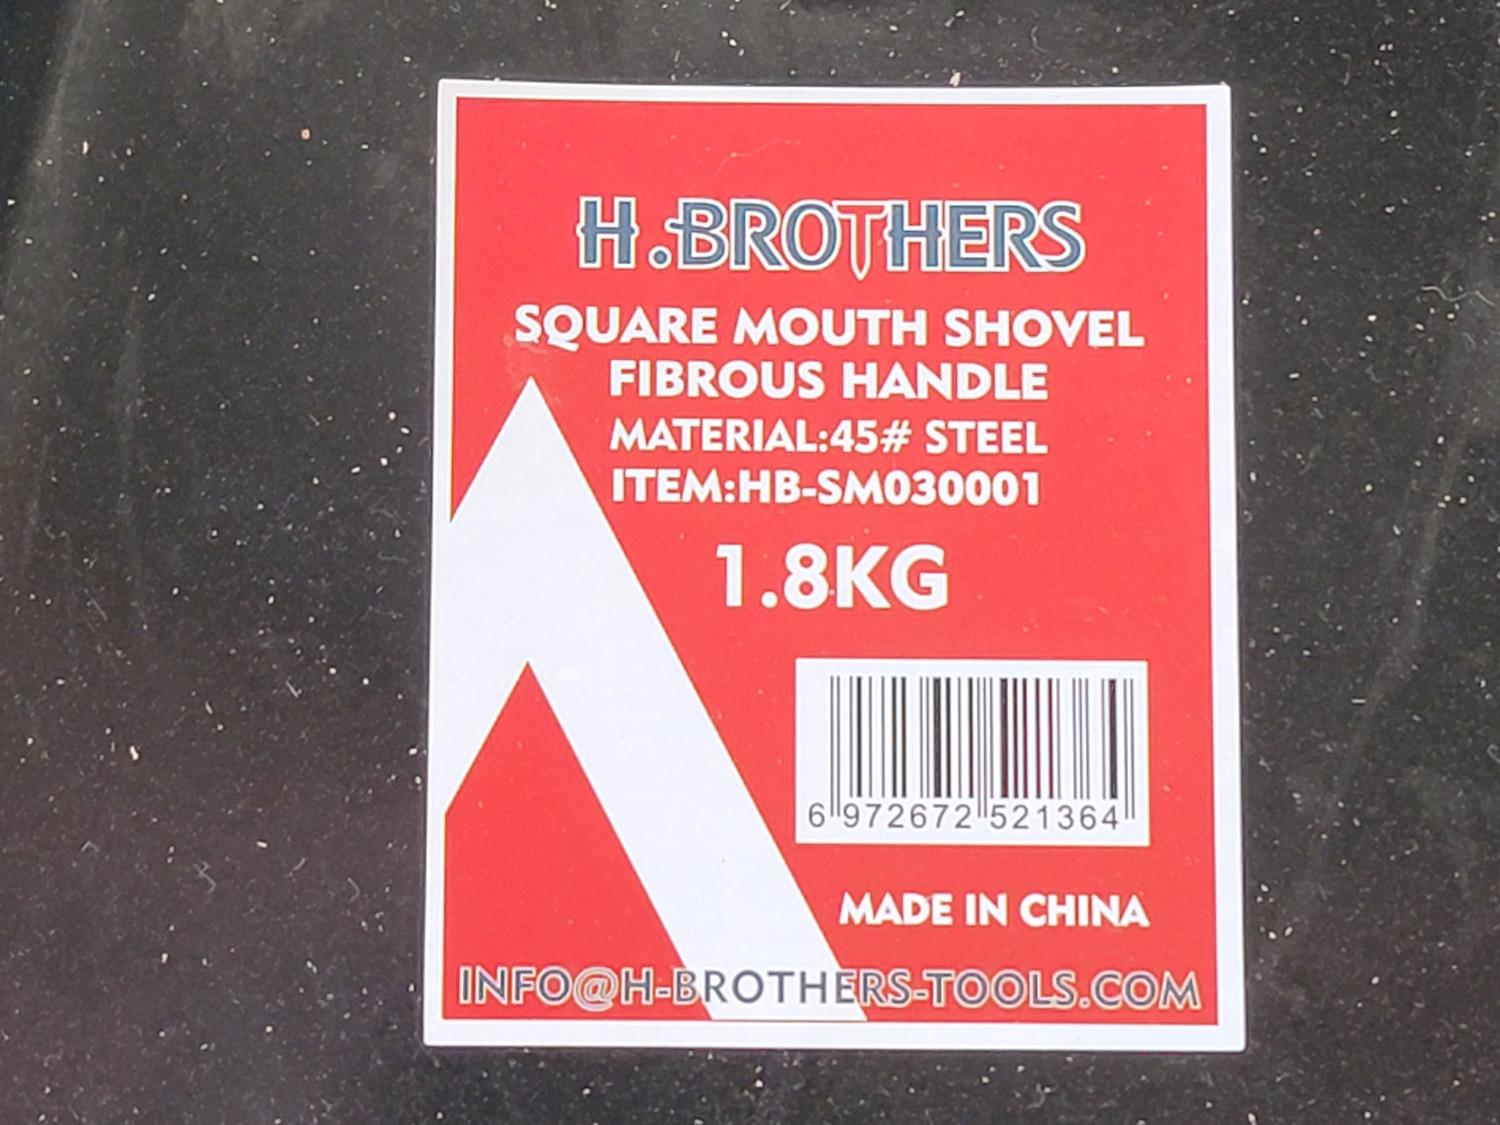 H.BROTHERS
SQUARE MOUTH SHOVEL
FIBROUS HANDLE
MATERIAL:45# STEEL
ITEM:HB-SM030001
1.8KG
6 972672 521364
MADE IN CHINA
INFO@H-BROTHERS-TOOLS.COM